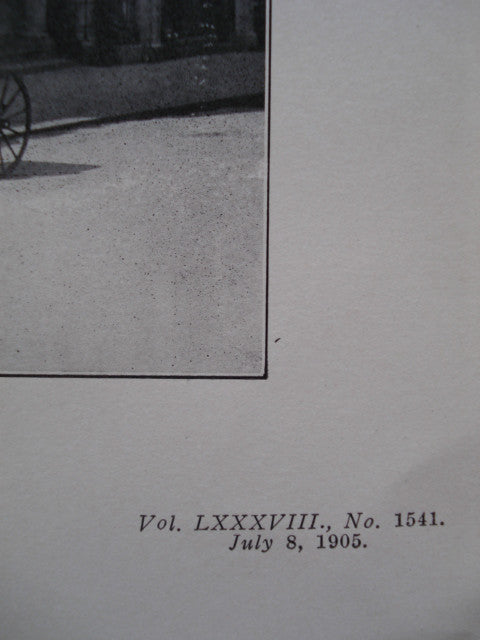 Vol. LXXXVIII., No. 1541.
July 8, 1905.